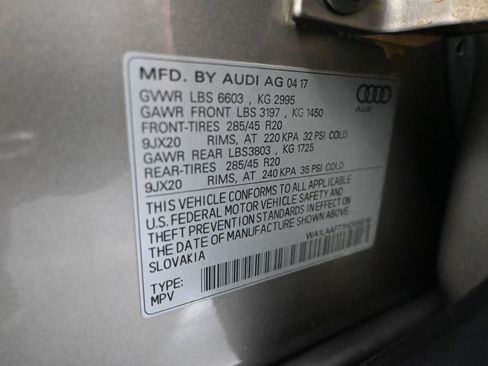 MFD. BY AUDI AG 04 17
Audi
GVWR LBS 6603 , KG 2995
GAWR FRONT LBS 3197 , KG 1450
FRONT-TIRES 285/45 R20
9JX20 RIMS, AT 220 KPA 32 PSI COLD
GAWR REAR LBS3803 , KG 1725
REAR-TIRES 285/45 R20
9JX20 RIMS, AT 240 KPA 35 PSI COLD
THIS VEHICLE CONFORMS TO ALL APPLICABLE
U.S. FEDERAL MOTOR VEHICLE SAFETY AND
THEFT PREVENTION STANDARDS IN EFFECT ON
THE DATE OF MANUFACTURE SHOWN ABOVE
SLOVAKIA
TYPE:
MPV